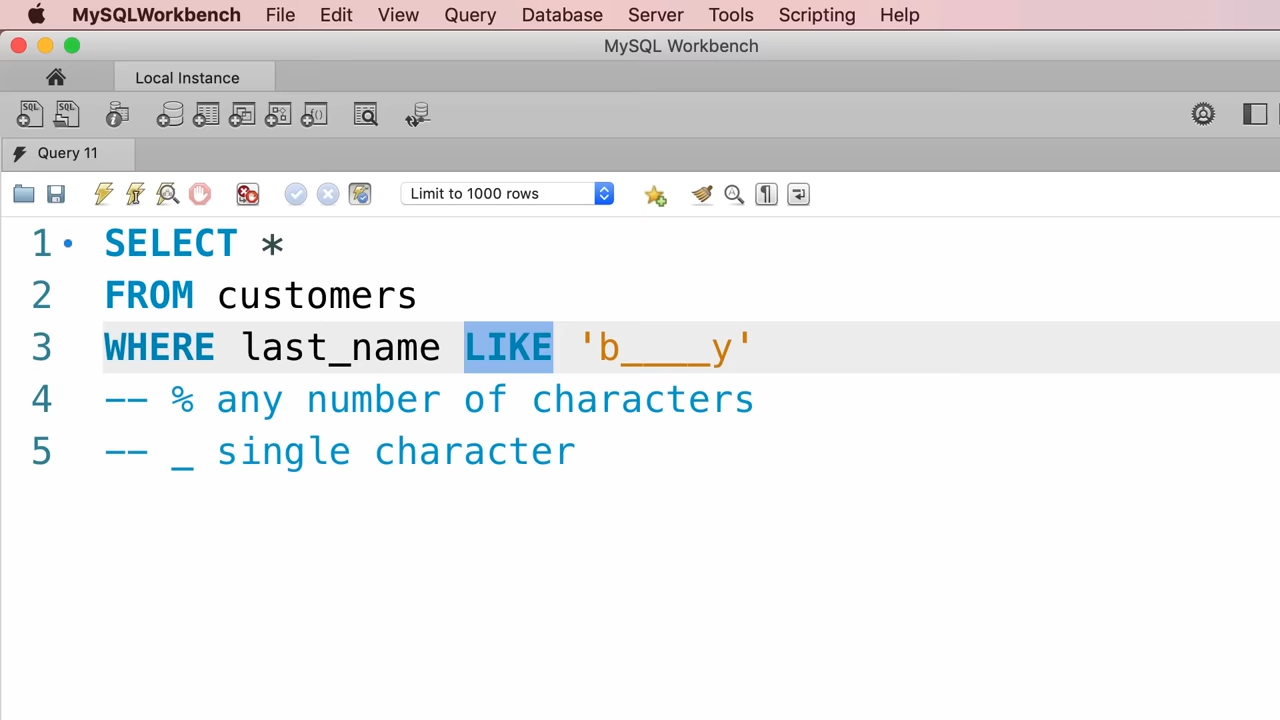 MySQLWorkbench File Edit View Query Database Server Tools Scripting Help
MySQL Workbench
Local Instance
SQL SQL
Query 11
Limit to 1000 rows
1 SELECT *
2 FROM customers
3 WHERE last_name LIKE 'b____y'
4 -- % any number of characters
5 -- _ single character